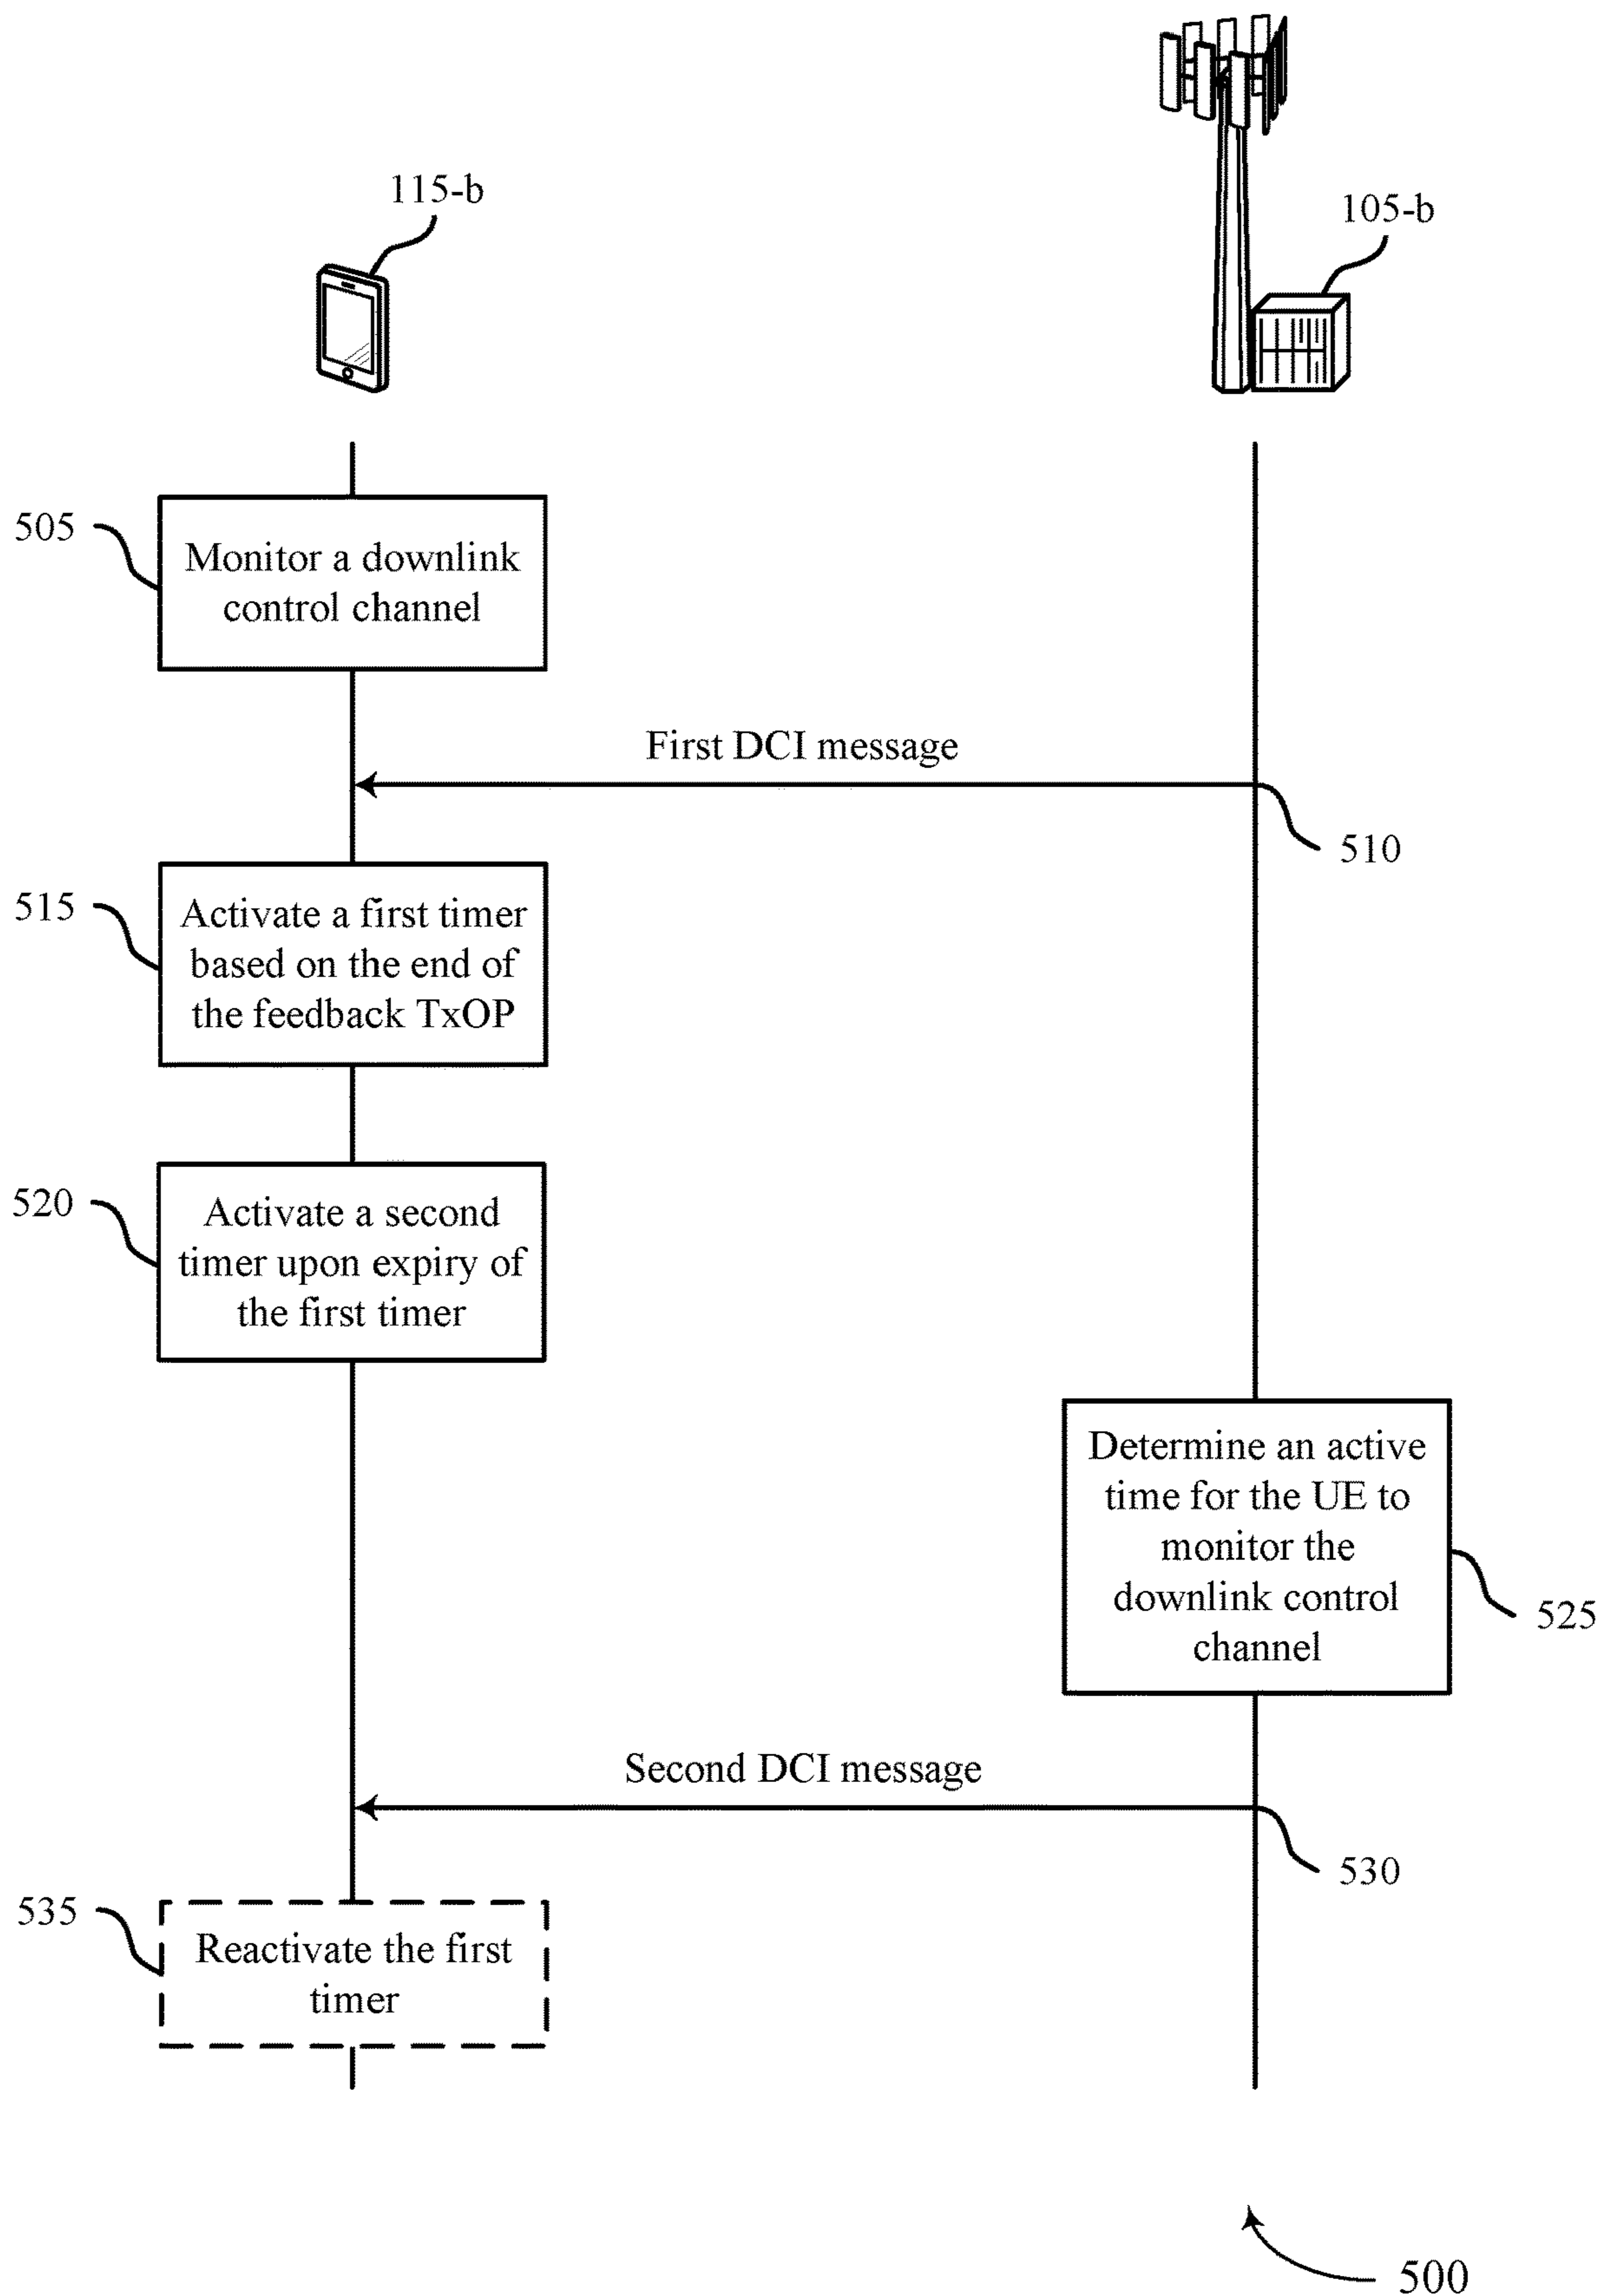 115-b
105-b
505
Monitor a downlink
control channel
First DCI message
510
515
Activate a first timer
based on the end of
the feedback TxOP
520
Activate a second
timer upon expiry of
the first timer
Determine an active
time for the UE to
monitor the
downlink control
channel
525
Second DCI message
530
535
Reactivate the first
timer
500